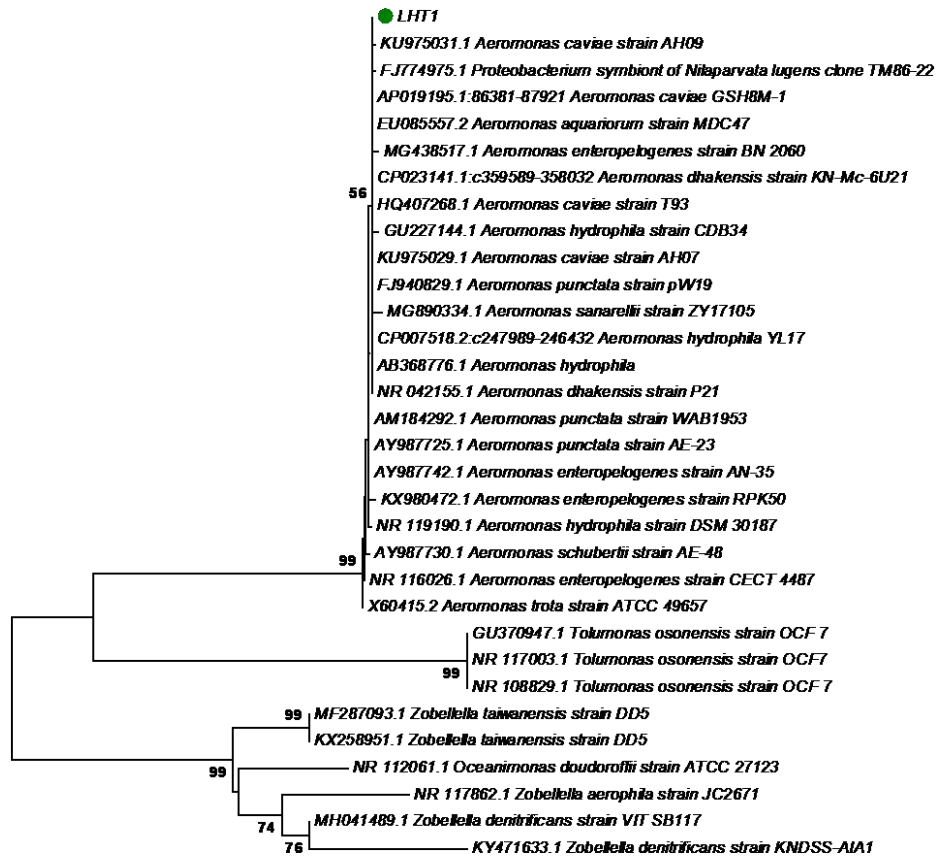 LHT1
KU975031.1 Aeromonas caviae strain AH09
FJ774975.1 Proteobacterium symbiont of Nilaparvata lugens clone TM86-22
AP019195.1:86381-87921 Aeromonas caviae GSH8M-1
EU085557.2 Aeromonas aquariorum strain MDC47
MG438517.1 Aeromonas enteropelogenes strain BN 2060
CP023141.1:c359589-358032 Aeromonas dhakensis strain KN-Mc-6U21
56
HQ407268.1 Aeromonas caviae strain T93
GU227144.1 Aeromonas hydrophila strain CDB34
KU975029.1 Aeromonas caviae strain AH07
FJ940829.1 Aeromonas punctata strain pW19
MG890334.1 Aeromonas sanarellii strain ZY17105
CP007518.2:c247989-246432 Aeromonas hydrophila YL17
AB368776.1 Aeromonas hydrophila
NR 042155.1 Aeromonas dhakensis strain P21
AM184292.1 Aeromonas punctata strain WAB1953
AY987725.1 Aeromonas punctata strain AE-23
AY987742.1 Aeromonas enteropelogenes strain AN-35
KX980472.1 Aeromonas enteropelogenes strain RPK50
NR 119190.1 Aeromonas hydrophila strain DSM 30187
AY987730.1 Aeromonas schubertii strain AE-48
99
NR 116026.1 Aeromonas enteropelogenes strain CECT 4487
X60415.2 Aeromonas trota strain ATCC 49657
GU370947.1 Tolumonas osonensis strain OCF 7
NR 117003.1 Tolumonas osonensis strain OCF7
99
NR 108829.1 Tolumonas osonensis strain OCF 7
99 MF287093.1 Zobellella taiwanensis strain DD5
KX258951.1 Zobellella taiwanensis strain DD5
99
NR 112061.1 Oceanimonas doudoroffii strain ATCC 27123
NR 117862.1 Zobellella aerophila strain JC2671
74
MH041489.1 Zobellella denitrificans strain VIT SB117
76
KY471633.1 Zobellella denitrificans strain KNDSS-AIA1